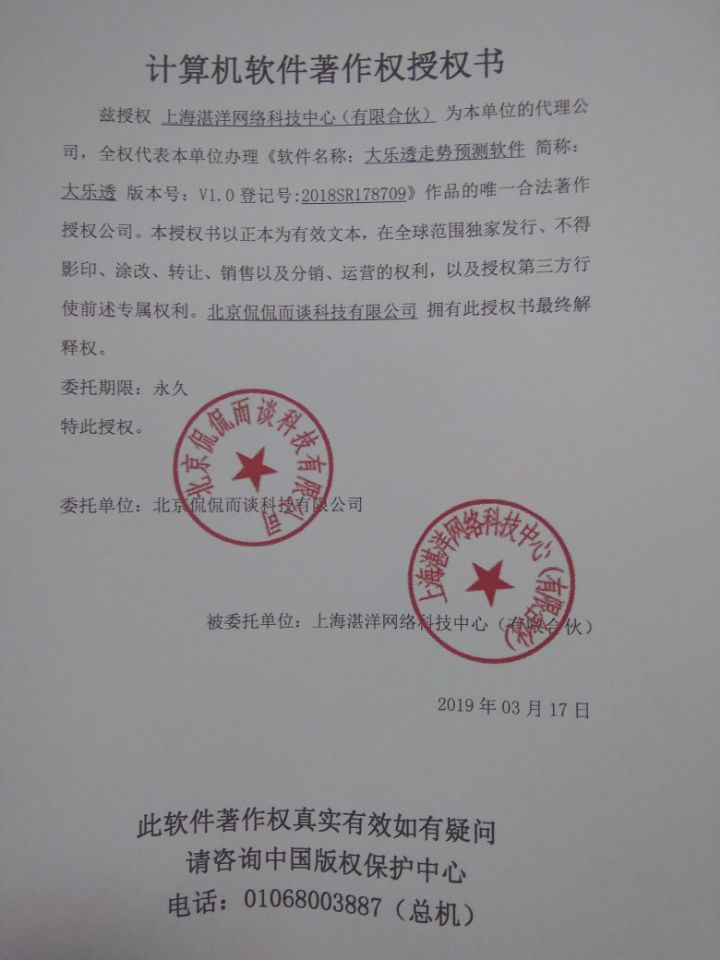 计算机软件著作权授权书
兹授权 上海湛洋网络科技中心（有限合伙） 为本单位的代理公
司，全权代表本单位办理《软件名称：大乐透走势预测软件 简称：
大乐透 版本号：V1.0 登记号:2018SR178709》作品的唯一合法著作
授权公司。本授权书以正本为有效文本，在全球范围独家发行、不得
影印、涂改、转让、销售以及分销、运营的权利，以及授权第三方行
使前述专属权利。北京侃侃而谈科技有限公司 拥有此授权书最终解
释权。
委托期限：永久
特此授权。
北京侃侃而谈科技有限公司
委托单位：北京侃侃而谈科技有限公司
上海湛洋网络科技中心（有限合伙）
被委托单位：上海湛洋网络科技中心（有限合伙）
2019 年 03 月 17 日
此软件著作权真实有效如有疑问
请咨询中国版权保护中心
电话：01068003887（总机）